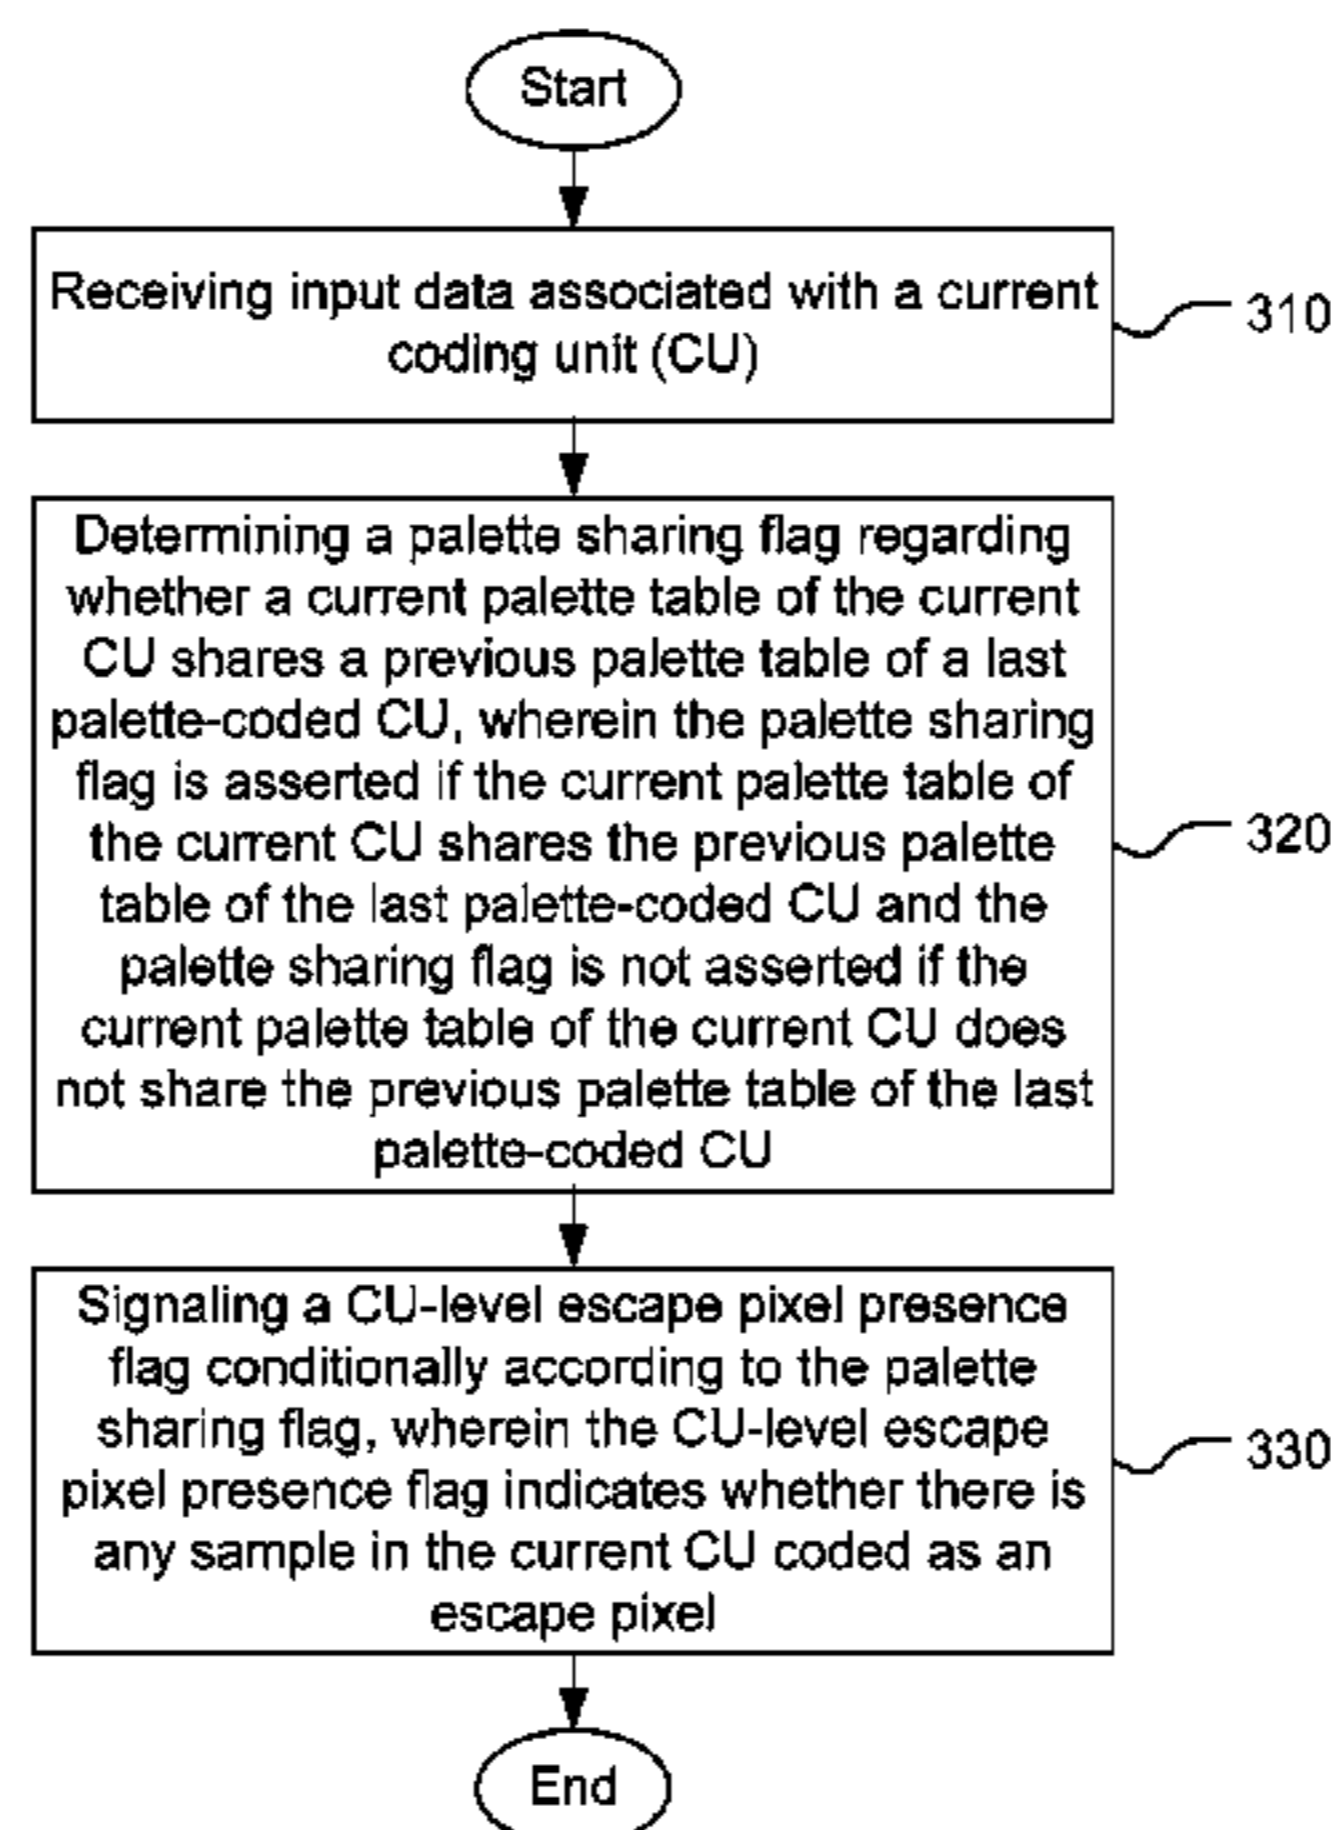 Start
Receiving input data associated with a current
coding unit (CU)
310
Determining a palette sharing flag regarding
whether a current palette table of the current
CU shares a previous palette table of a last
palette-coded CU, wherein the palette sharing
flag is asserted if the current palette table of
the current CU shares the previous palette
table of the last palette-coded CU and the
palette sharing flag is not asserted if the
current palette table of the current CU does
not share the previous palette table of the last
palette-coded CU
320
Signaling a CU-level escape pixel presence
flag conditionally according to the palette
sharing flag, wherein the CU-level escape
pixel presence flag indicates whether there is
any sample in the current CU coded as an
escape pixel
330
End